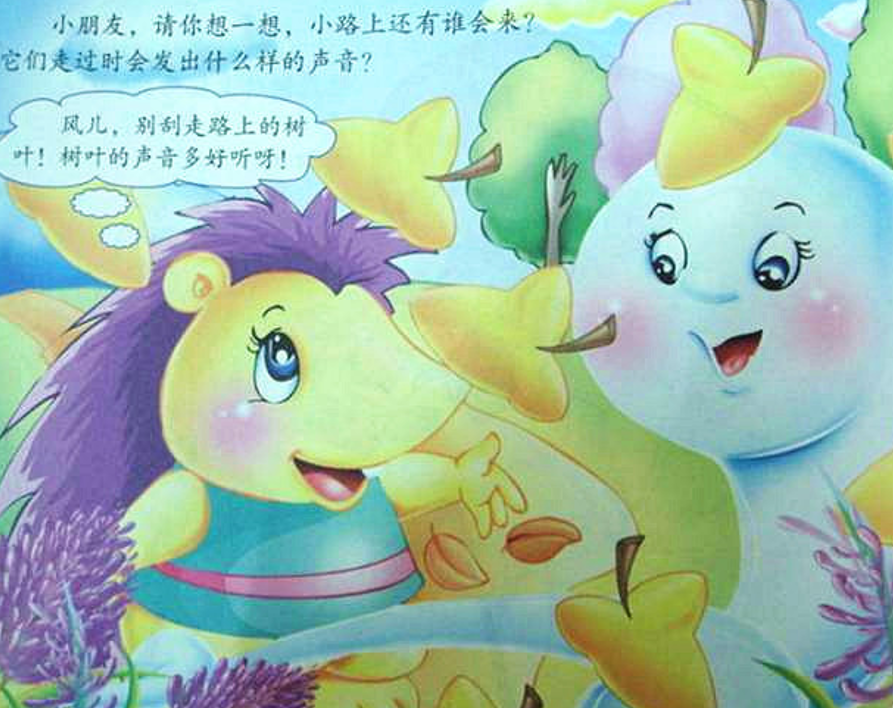 小朋友，请你想一想，小路上还有谁会来？
它们走过时会发出什么样的声音？
风儿，别刮走路上的树
叶！树叶的声音多好听呀！